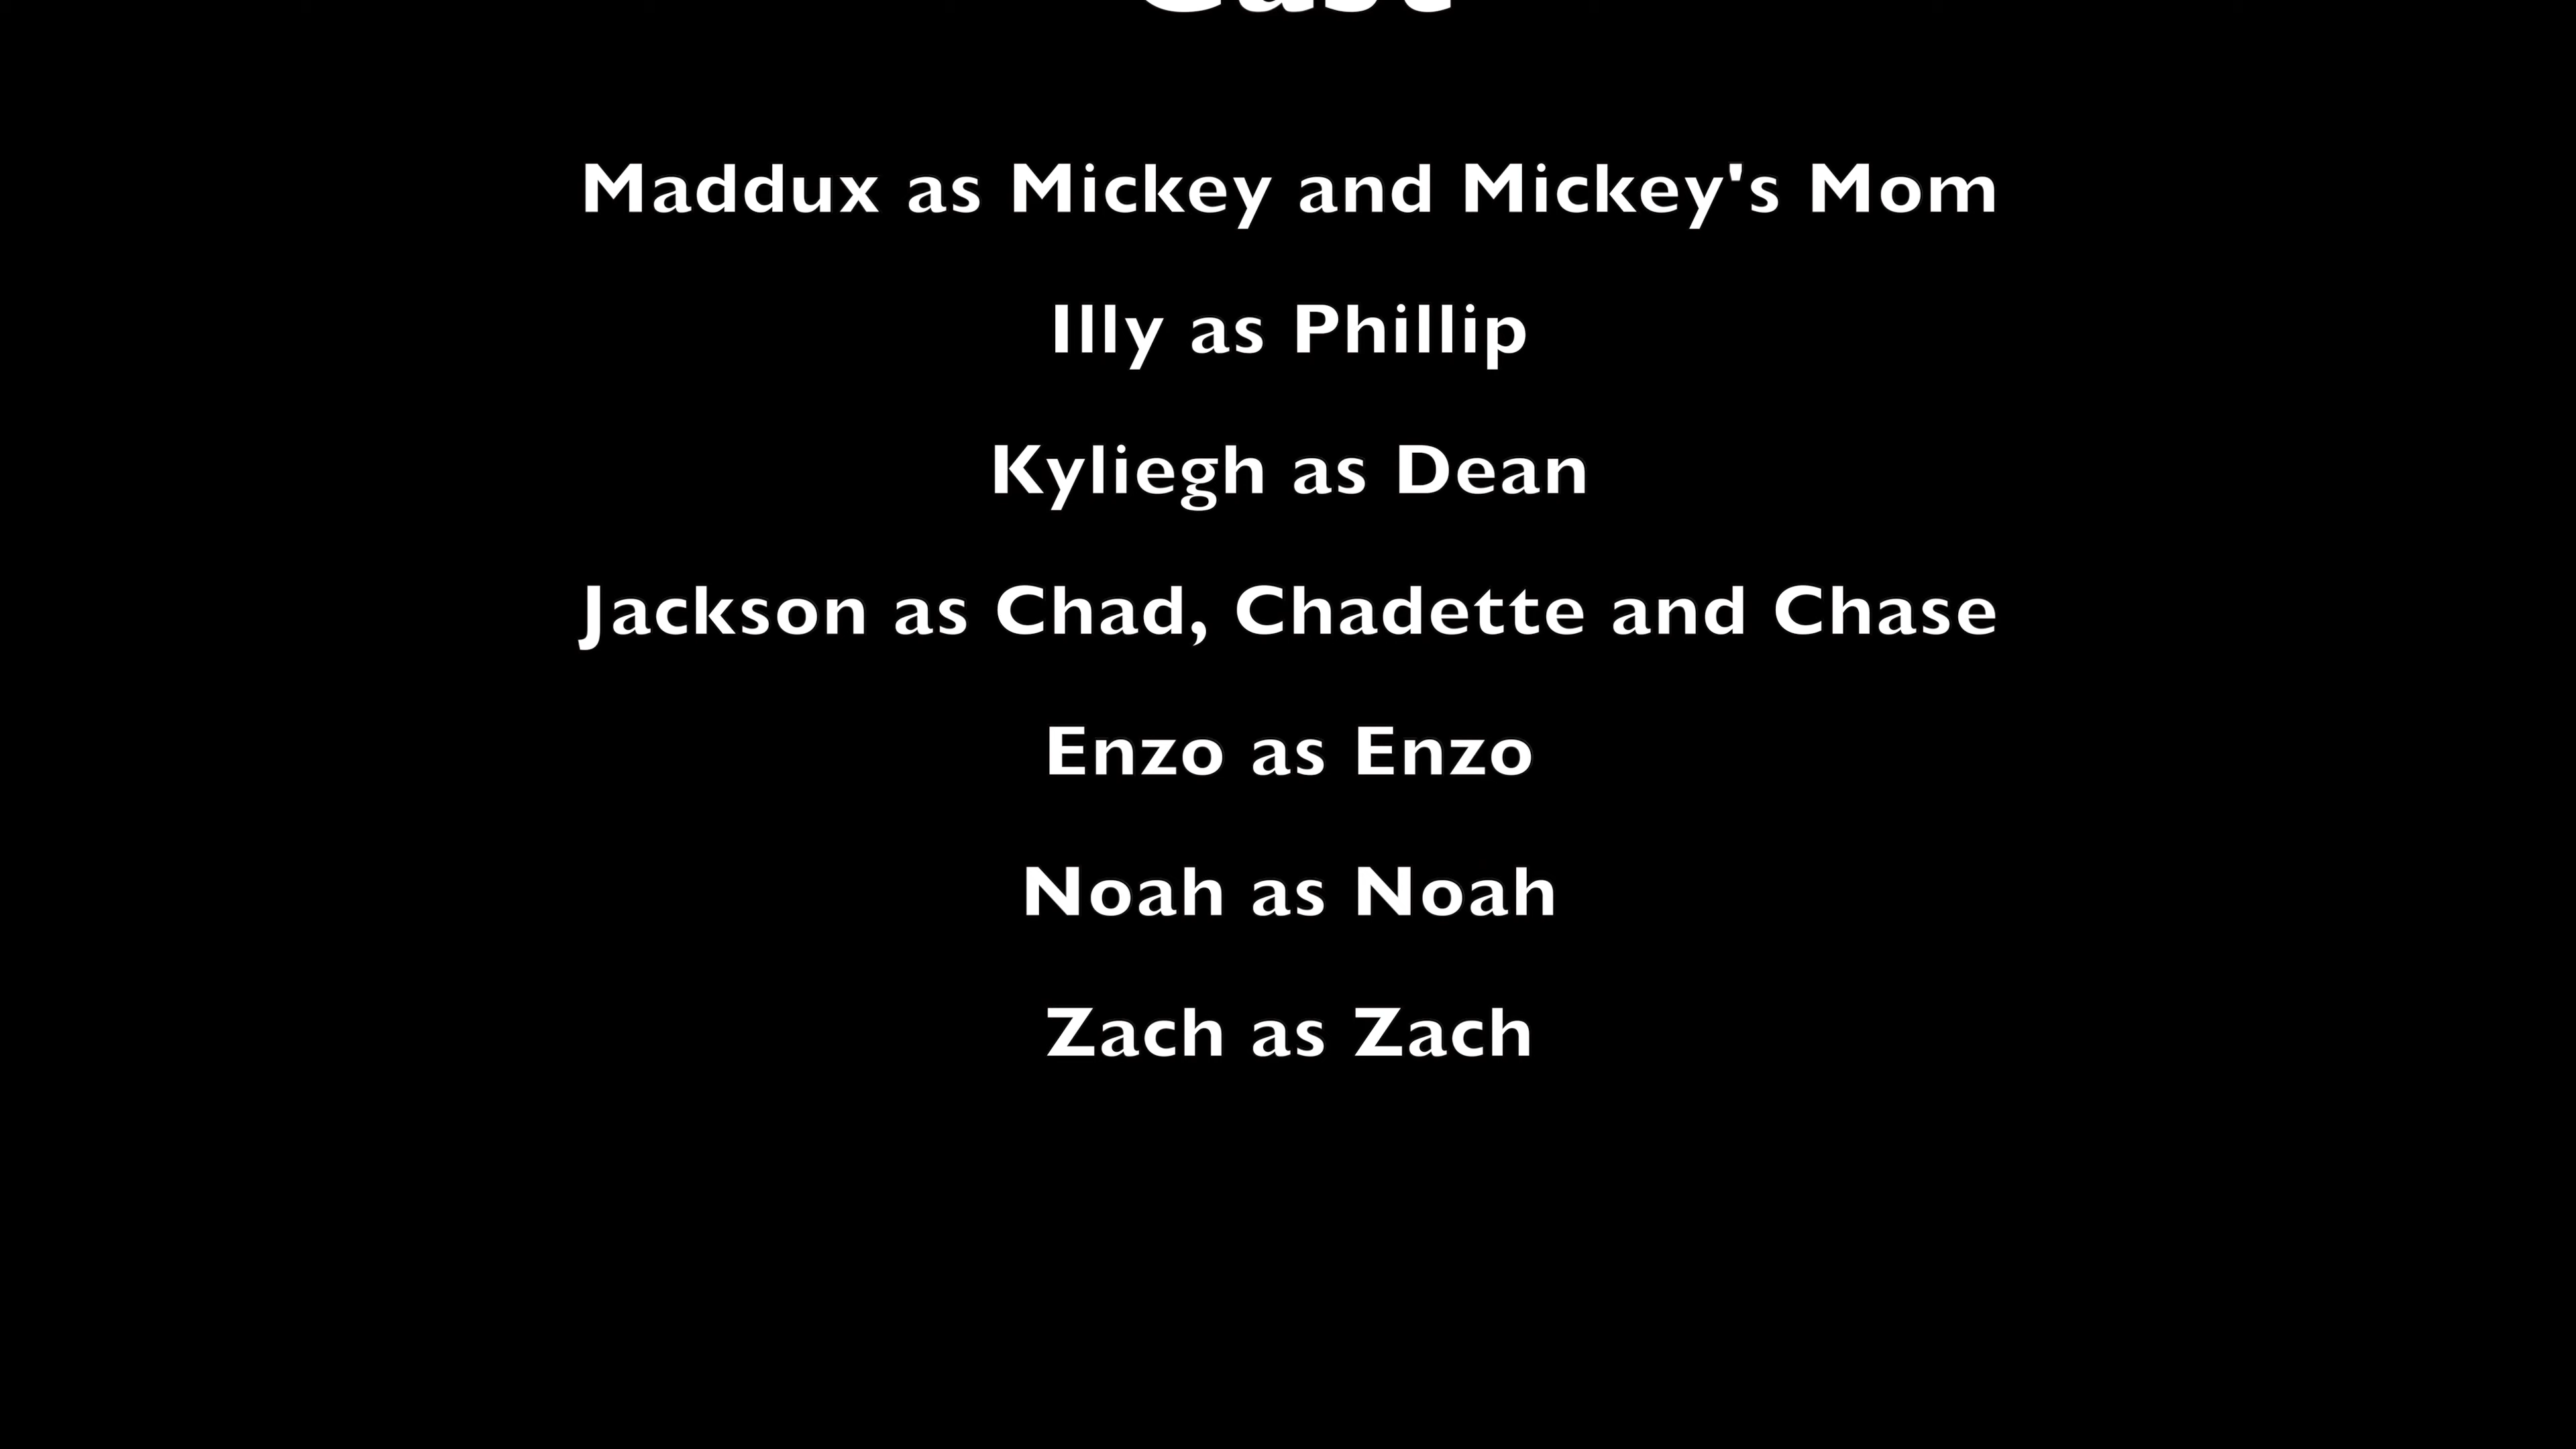 Cast
Maddux as Mickey and Mickey's Mom
Illy as Phillip
Kyliegh as Dean
Jackson as Chad, Chadette and Chase
Enzo as Enzo
Noah as Noah
Zach as Zach